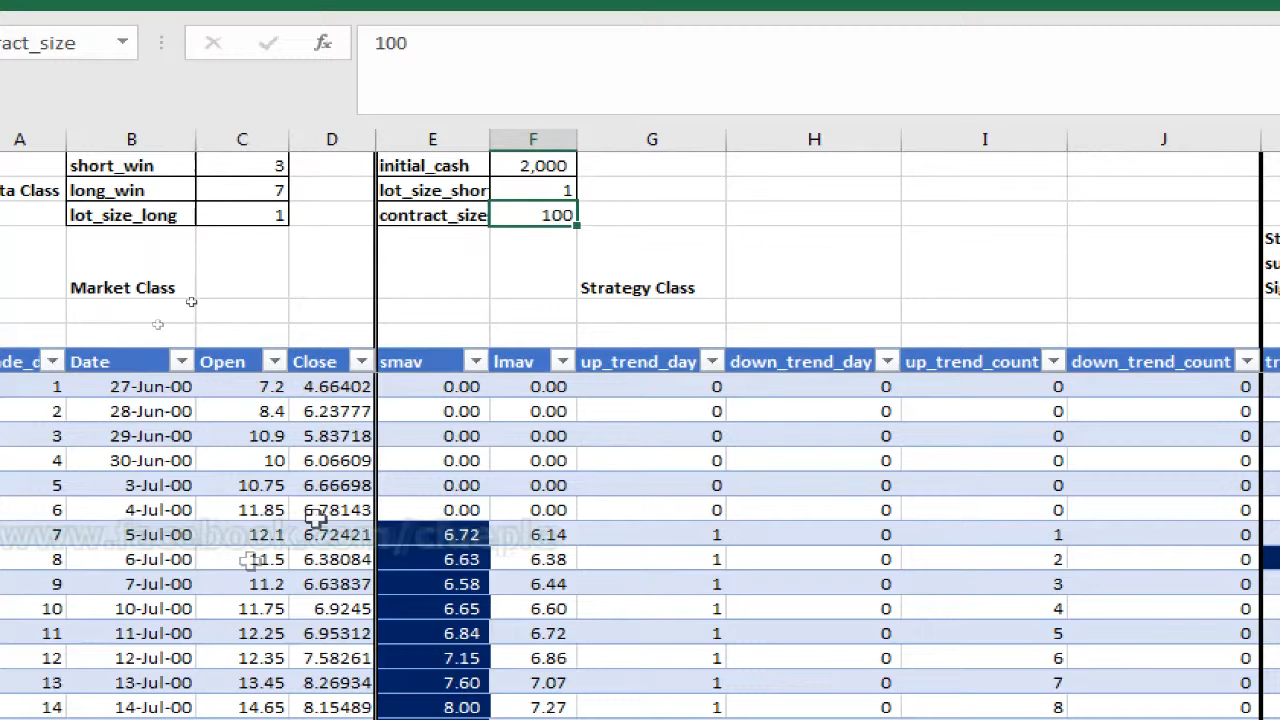 ract_size 100
A B C D E F G H I J
short_win 3 initial_cash 2,000
ta Class long_win 7 lot_size_shor 1
lot_size_long 1 contract_size 100
St
su
Market Class Strategy Class Si
de_d Date Open Close smav lmav up_trend_day down_trend_day up_trend_count down_trend_count tr
1 27-Jun-00 7.2 4.66402 0.00 0.00 0 0 0 0
2 28-Jun-00 8.4 6.23777 0.00 0.00 0 0 0 0
3 29-Jun-00 10.9 5.83718 0.00 0.00 0 0 0 0
4 30-Jun-00 10 6.06609 0.00 0.00 0 0 0 0
5 3-Jul-00 10.75 6.66698 0.00 0.00 0 0 0 0
6 4-Jul-00 11.85 6.78143 0.00 0.00 0 0 0 0
7 5-Jul-00 12.1 6.72421 6.72 6.14 1 0 1 0
8 6-Jul-00 11.5 6.38084 6.63 6.38 1 0 2 0
9 7-Jul-00 11.2 6.63837 6.58 6.44 1 0 3 0
10 10-Jul-00 11.75 6.9245 6.65 6.60 1 0 4 0
11 11-Jul-00 12.25 6.95312 6.84 6.72 1 0 5 0
12 12-Jul-00 12.35 7.58261 7.15 6.86 1 0 6 0
13 13-Jul-00 13.45 8.26934 7.60 7.07 1 0 7 0
14 14-Jul-00 14.65 8.15489 8.00 7.27 1 0 8 0